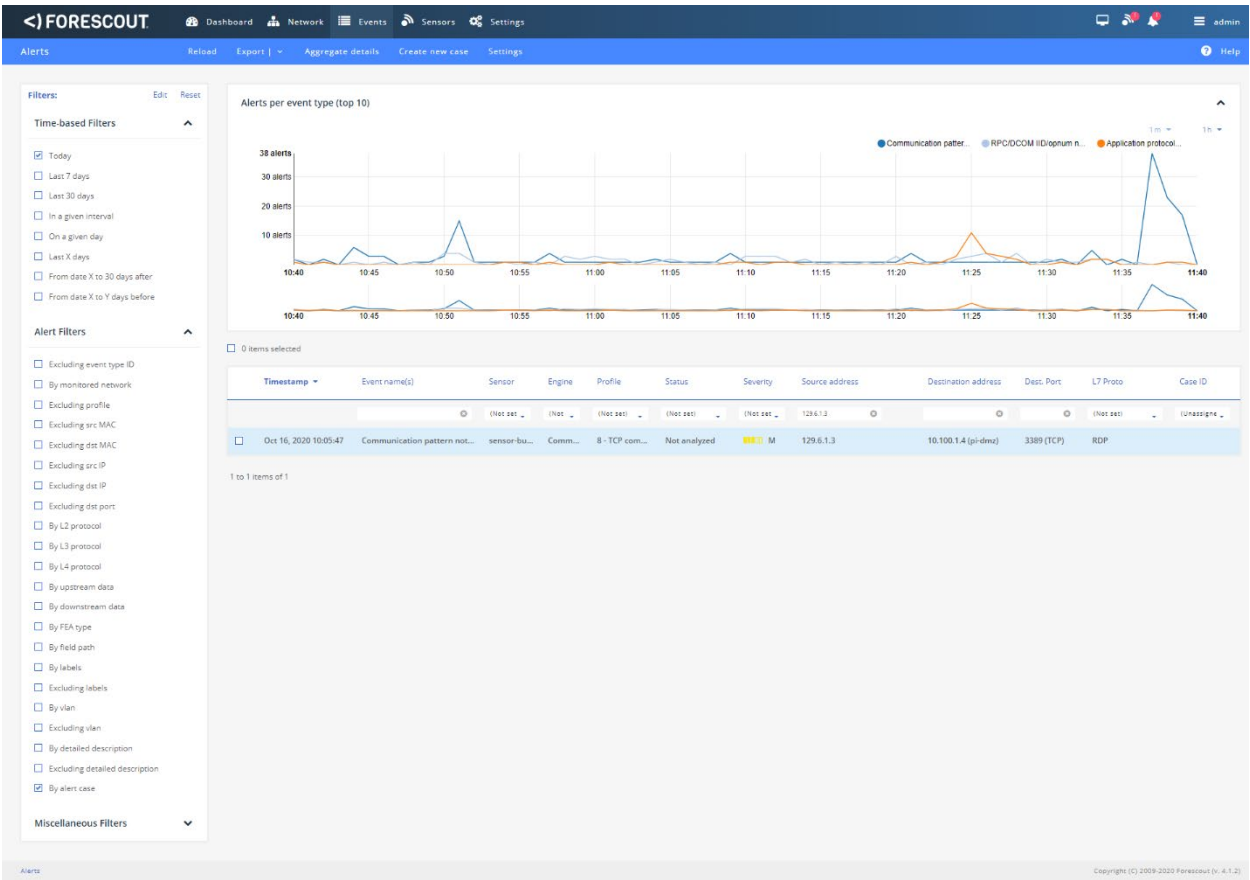 <) FORESCOUT. Dashboard Network Events Sensors Settings admin
Alerts Reload Export | Aggregate details Create new case Settings Help
Filters: Edit Reset
Time-based Filters
Today
Last 7 days
Last 30 days
In a given interval
On a given day
Last X days
From date X to 30 days after
From date X to Y days before
Alert Filters
Excluding event type ID
By monitored network
Excluding profile
Excluding src MAC
Excluding dst MAC
Excluding src IP
Excluding dst IP
Excluding dst port
By L2 protocol
By L3 protocol
By L4 protocol
By upstream data
By downstream data
By FEA type
By field path
By labels
Excluding labels
By vlan
Excluding vlan
By detailed description
Excluding detailed description
By alert case
Miscellaneous Filters
Alerts per event type (top 10)
1m 1h
Communication patter... RPC/DCOM IID/opnum n... Application protocol...
38 alerts
30 alerts
20 alerts
10 alerts
10:40 10:45 10:50 10:55 11:00 11:05 11:10 11:15 11:20 11:25 11:30 11:35 11:40
10:40 10:45 10:50 10:55 11:00 11:05 11:10 11:15 11:20 11:25 11:30 11:35 11:40
0 items selected
Timestamp Event name(s) Sensor Engine Profile Status Severity Source address Destination address Dest. Port L7 Proto Case ID
(Not set (Not (Not set) (Not set) (Not set 129.6.1.3 (Not set) (Unassigne
Oct 16, 2020 10:05:47 Communication pattern not... sensor-bu... Comm... 8 - TCP com... Not analyzed M 129.6.1.3 10.100.1.4 (pi-dmz) 3389 (TCP) RDP
1 to 1 items of 1
Alerts Copyright (C) 2009-2020 Forescout (v. 4.1.2)